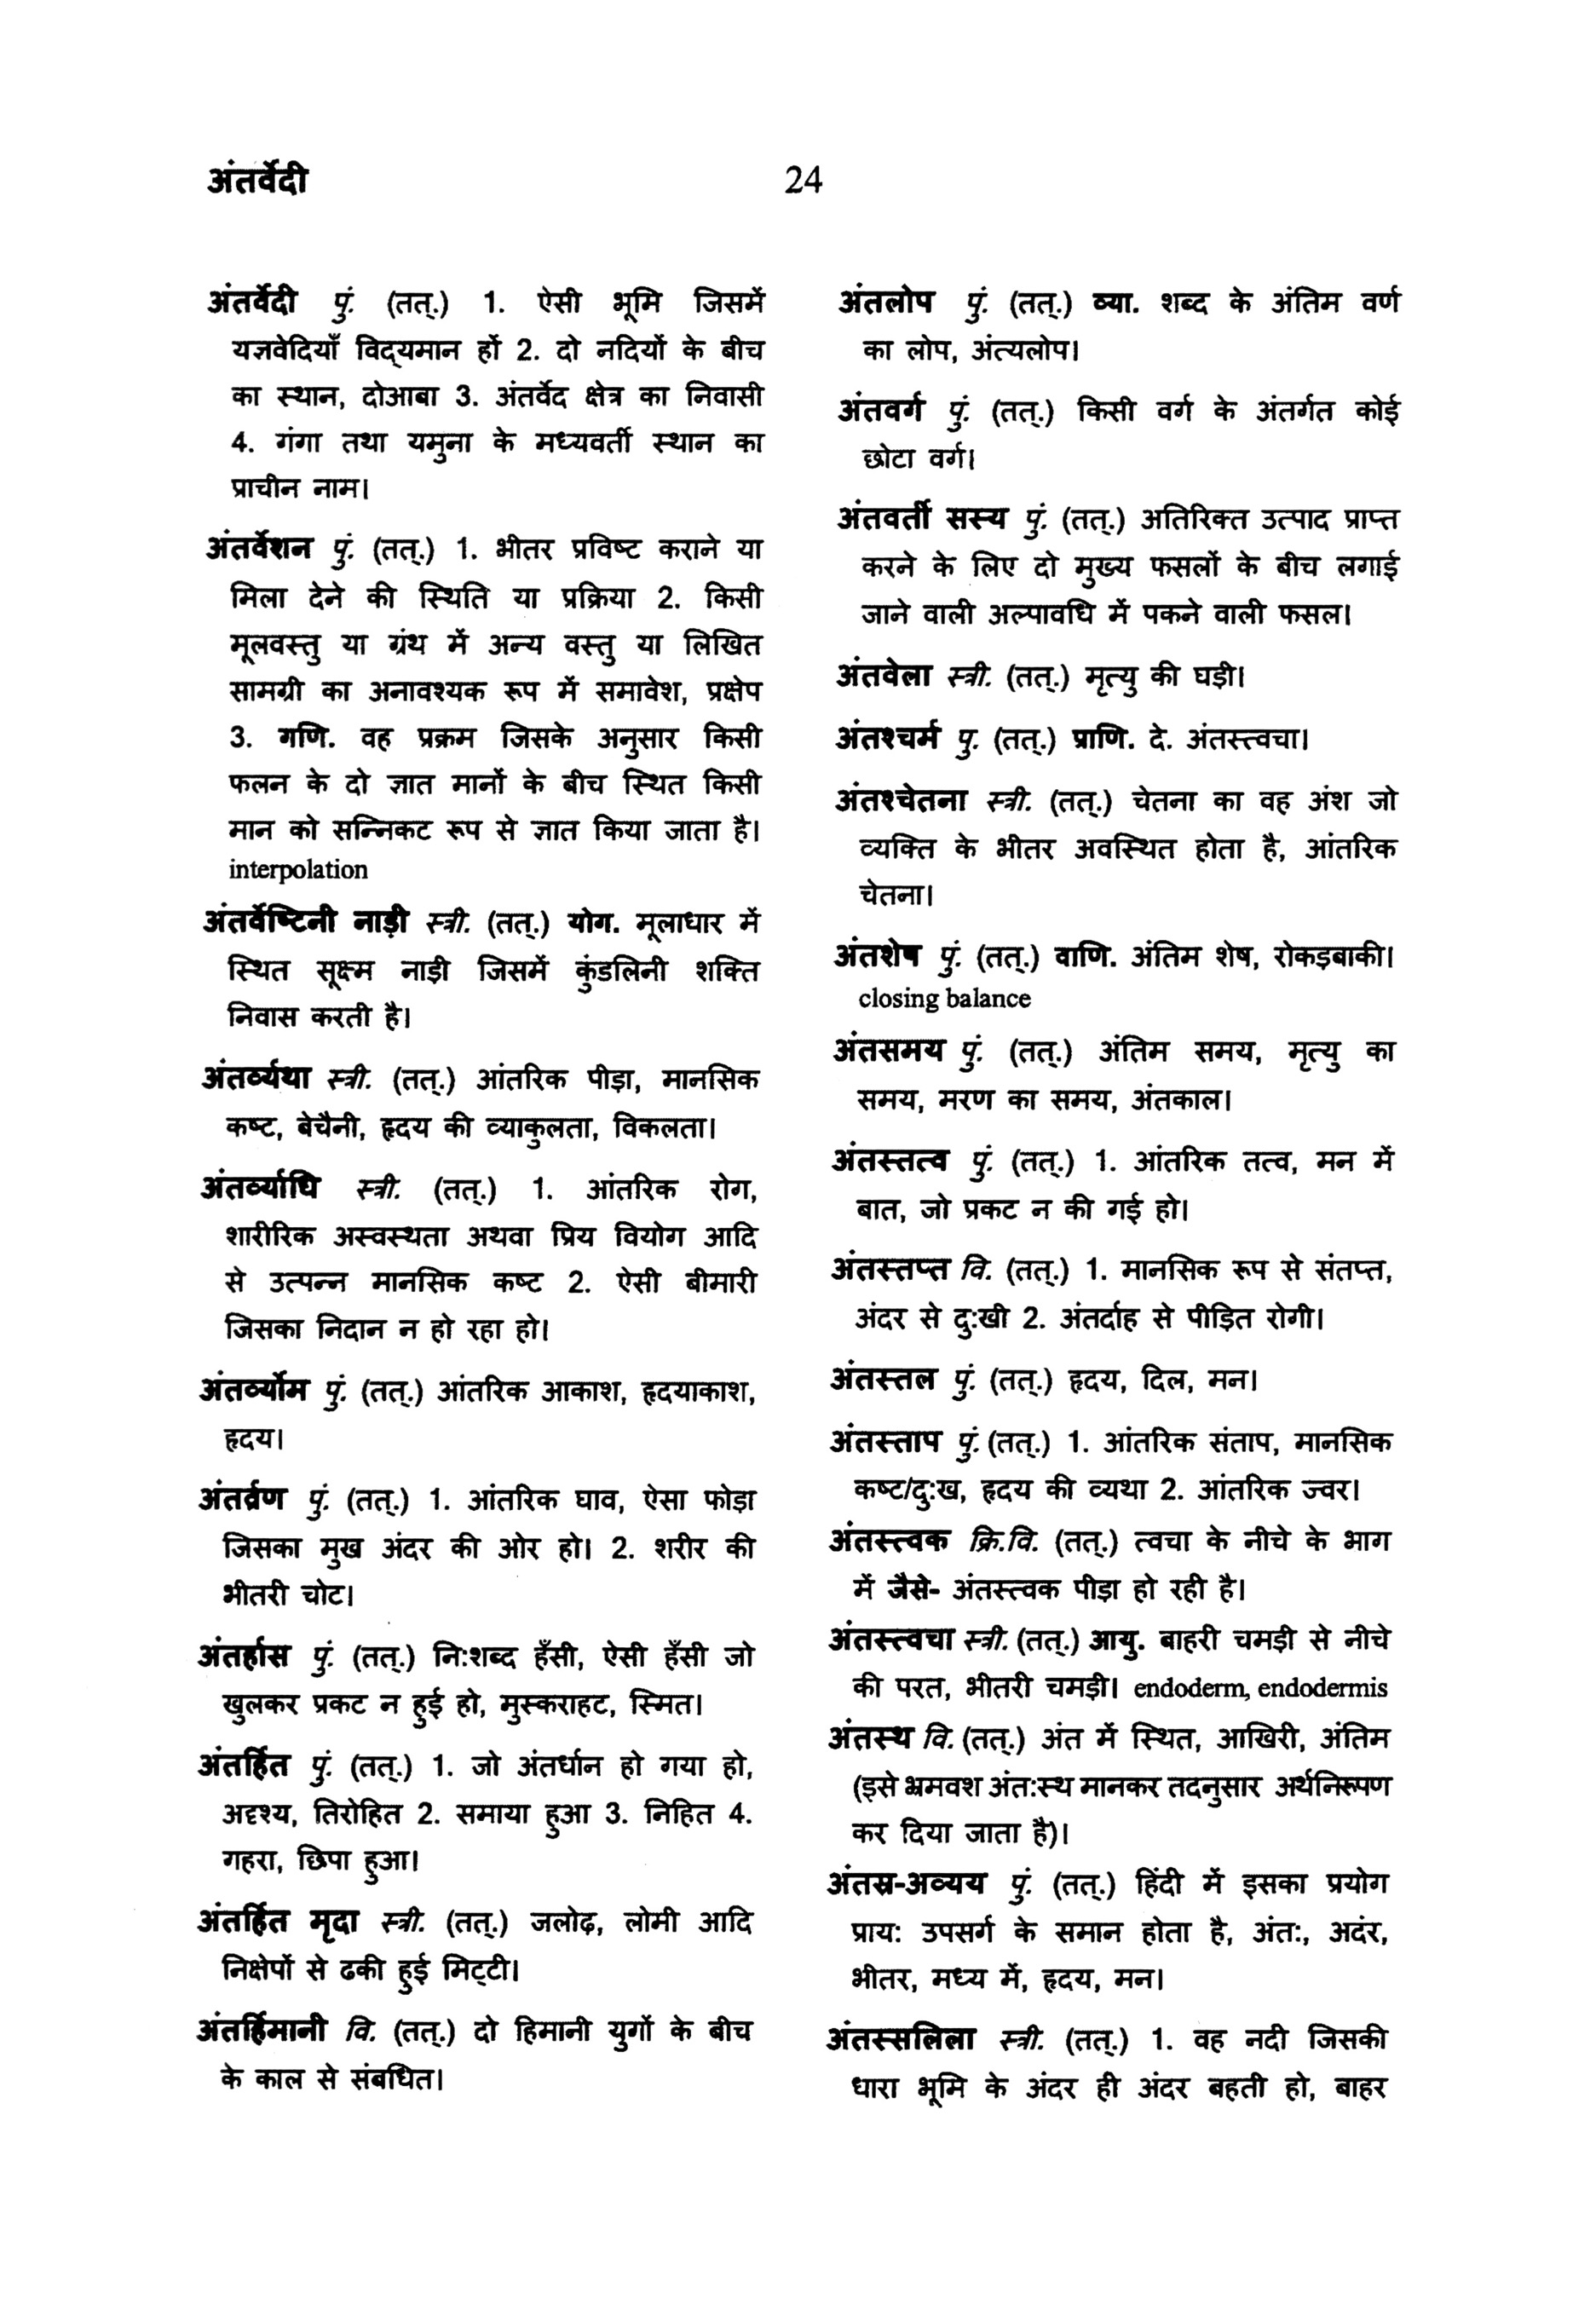 अंतर्वेदी
24
अंतर्वेदी पुं. (तत्.) 1. ऐसी भूमि जिसमें
यज्ञवेदियाँ विद्यमान हों 2. दो नदियों के बीच
का स्थान, दोआबा 3. अंतर्वेद क्षेत्र का निवासी
4. गंगा तथा यमुना के मध्यवर्ती स्थान का
प्राचीन नाम।
अंतर्वेशन पुं. (तत्.) 1. भीतर प्रविष्ट कराने या
मिला देने की स्थिति या प्रक्रिया 2. किसी
मूलवस्तु या ग्रंथ में अन्य वस्तु या लिखित
सामग्री का अनावश्यक रूप में समावेश, प्रक्षेप
3. गणि. वह प्रक्रम जिसके अनुसार किसी
फलन के दो ज्ञात मानों के बीच स्थित किसी
मान को सन्निकट रूप से ज्ञात किया जाता है।
interpolation
अंतर्वेष्टिनी नाड़ी स्त्री. (तत्.) योग. मूलाधार में
स्थित सूक्ष्म नाड़ी जिसमें कुंडलिनी शक्ति
निवास करती है।
अंतर्व्यथा स्त्री. (तत्.) आंतरिक पीड़ा, मानसिक
कष्ट, बेचैनी, हृदय की व्याकुलता, विकलता।
अंतर्व्याधि स्त्री. (तत्.) 1. आंतरिक रोग,
शारीरिक अस्वस्थता अथवा प्रिय वियोग आदि
से उत्पन्न मानसिक कष्ट 2. ऐसी बीमारी
जिसका निदान न हो रहा हो।
अंतर्व्योम पुं. (तत्.) आंतरिक आकाश, हृदयाकाश,
हृदय।
अंतर्व्रण पुं. (तत्.) 1. आंतरिक घाव, ऐसा फोड़ा
जिसका मुख अंदर की ओर हो। 2. शरीर की
भीतरी चोट।
अंतर्हास पुं. (तत्.) नि:शब्द हँसी, ऐसी हँसी जो
खुलकर प्रकट न हुई हो, मुस्कराहट, स्मित।
अंतर्हित पुं. (तत्.) 1. जो अंतर्धान हो गया हो,
अदृश्य, तिरोहित 2. समाया हुआ 3. निहित 4.
गहरा, छिपा हुआ।
अंतर्हित मृदा स्त्री. (तत्.) जलोढ़, लोमी आदि
निक्षेपों से ढकी हुई मिट्टी।
अंतर्हिमानी वि. (तत्.) दो हिमानी युगों के बीच
के काल से संबधित।
अंतलोप पुं. (तत्.) व्या. शब्द के अंतिम वर्ण
का लोप, अंत्यलोप।
अंतवर्ग पुं. (तत्.) किसी वर्ग के अंतर्गत कोई
छोटा वर्ग।
अंतवर्ती सस्य पुं. (तत्.) अतिरिक्त उत्पाद प्राप्त
करने के लिए दो मुख्य फसलों के बीच लगाई
जाने वाली अल्पावधि में पकने वाली फसल।
अंतवेला स्त्री. (तत्.) मृत्यु की घड़ी।
अंतश्चर्म पु. (तत्.) प्राणि. दे. अंतस्त्वचा।
अंतश्चेतना स्त्री. (तत्.) चेतना का वह अंश जो
व्यक्ति के भीतर अवस्थित होता है, आंतरिक
चेतना।
अंतशेष पुं. (तत्.) वाणि. अंतिम शेष, रोकड़बाकी।
closing balance
अंतसमय पुं. (तत्.) अंतिम समय, मृत्यु का
समय, मरण का समय, अंतकाल।
अंतस्तत्व पुं. (तत्.) 1. आंतरिक तत्व, मन में
बात, जो प्रकट न की गई हो।
अंतस्तप्त वि. (तत्.) 1. मानसिक रूप से संतप्त,
अंदर से दु:खी 2. अंतर्दाह से पीड़ित रोगी।
अंतस्तल पुं. (तत्.) हृदय, दिल, मन।
अंतस्ताप पुं. (तत्.) 1. आंतरिक संताप, मानसिक
कष्ट/दु:ख, हृदय की व्यथा 2. आंतरिक ज्वर।
अंतस्त्वक क्रि.वि. (तत्.) त्वचा के नीचे के भाग
में जैसे- अंतस्त्वक पीड़ा हो रही है।
अंतस्त्वचा स्त्री. (तत्.) आयु. बाहरी चमड़ी से नीचे
की परत, भीतरी चमड़ी। endoderm, endodermis
अंतस्थ वि. (तत्.) अंत में स्थित, आखिरी, अंतिम
(इसे भ्रमवश अंत:स्थ मानकर तदनुसार अर्थनिरूपण
कर दिया जाता है)।
अंतस्र-अव्यय पुं. (तत्.) हिंदी में इसका प्रयोग
प्राय: उपसर्ग के समान होता है, अंत:, अदंर,
भीतर, मध्य में, हृदय, मन।
अंतस्सलिला स्त्री. (तत्.) 1. वह नदी जिसकी
धारा भूमि के अंदर ही अंदर बहती हो, बाहर